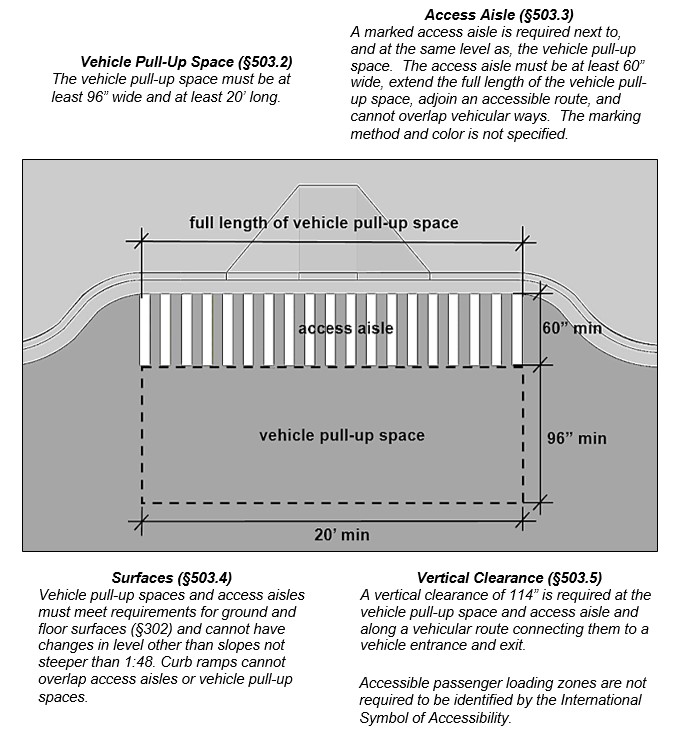 Vehicle Pull-Up Space (§503.2)
The vehicle pull-up space must be at
least 96” wide and at least 20’ long.
Access Aisle (§503.3)
A marked access aisle is required next to,
and at the same level as, the vehicle pull-up
space.  The access aisle must be at least 60”
wide, extend the full length of the vehicle pull-
up space, adjoin an accessible route, and
cannot overlap vehicular ways.  The marking
method and color is not specified.
full length of vehicle pull-up space
access aisle
60” min
vehicle pull-up space
96” min
20’ min
Surfaces (§503.4)
Vehicle pull-up spaces and access aisles
must meet requirements for ground and
floor surfaces (§302) and cannot have
changes in level other than slopes not
steeper than 1:48. Curb ramps cannot
overlap access aisles or vehicle pull-up
spaces.
Vertical Clearance (§503.5)
A vertical clearance of 114” is required at the
vehicle pull-up space and access aisle and
along a vehicular route connecting them to a
vehicle entrance and exit.
Accessible passenger loading zones are not
required to be identified by the International
Symbol of Accessibility.